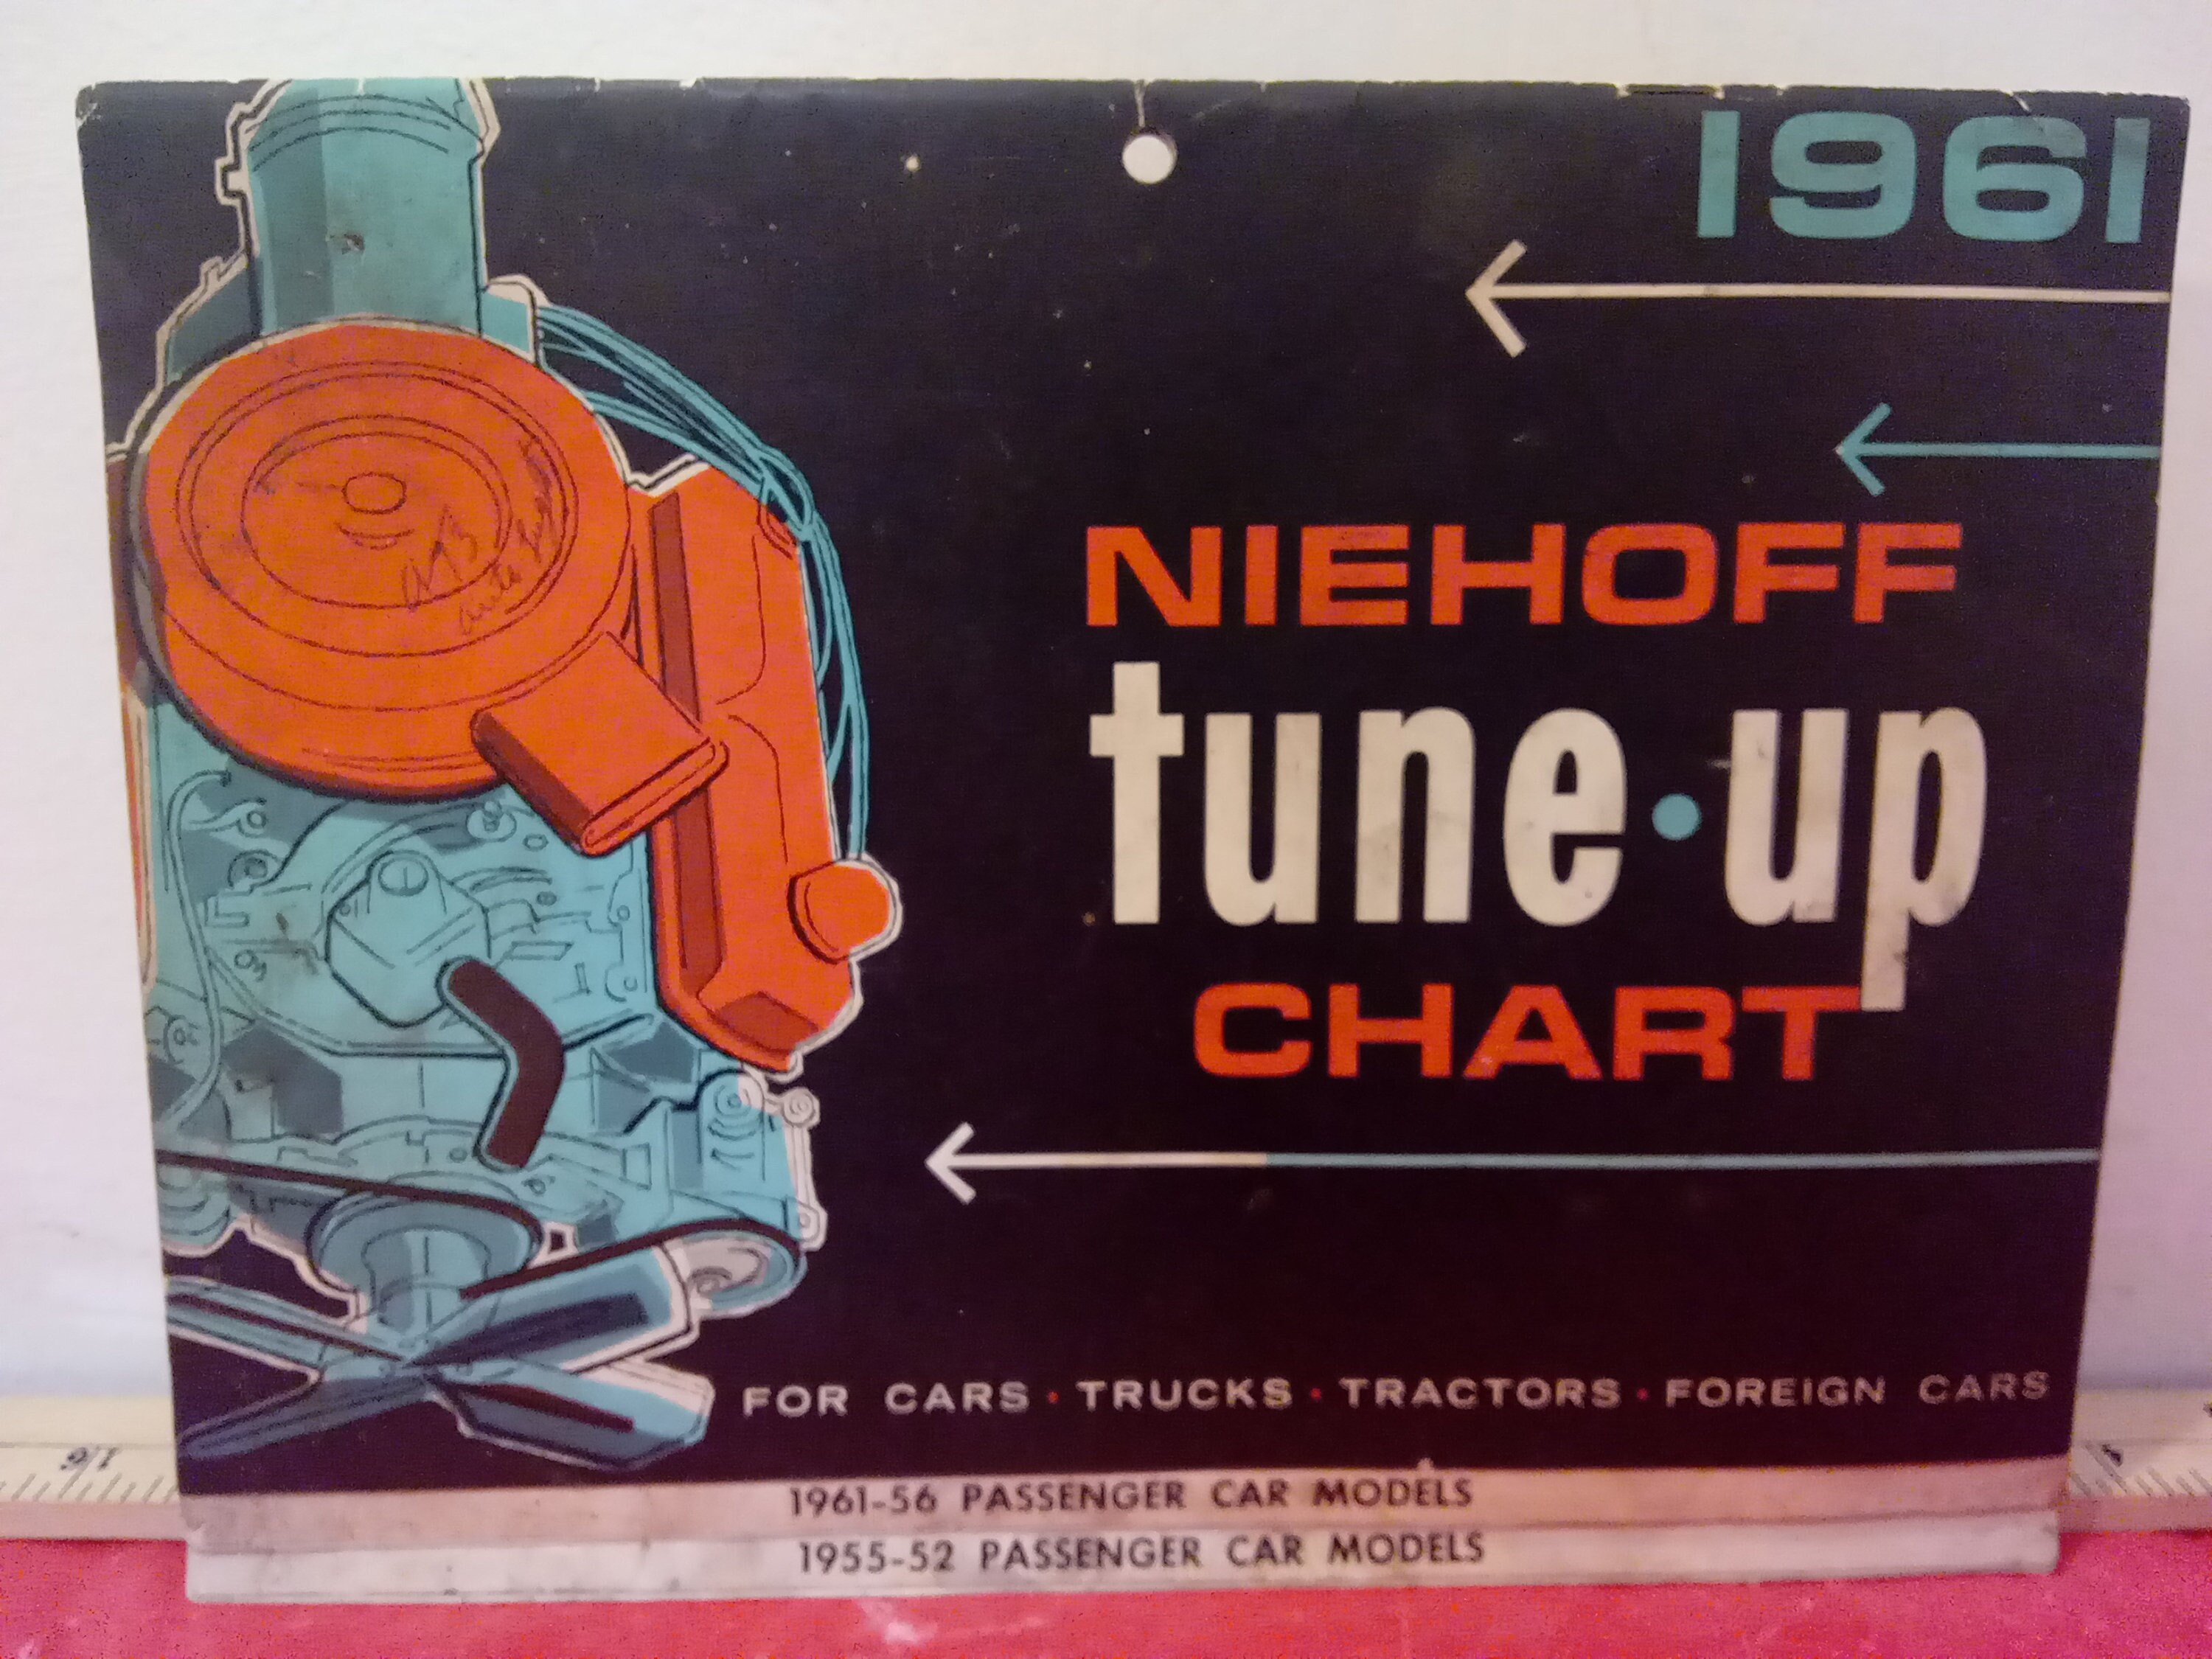 1961
NIEHOFF
tune·up
CHART
FOR CARS · TRUCKS · TRACTORS · FOREIGN CARS
1961-56 PASSENGER CAR MODELS
1955-52 PASSENGER CAR MODELS